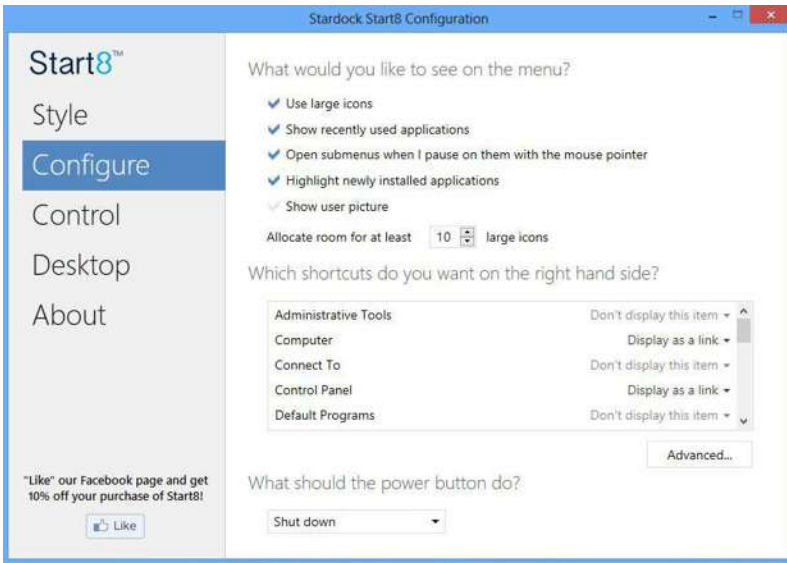 Stardock Start8 Configuration
Start8™
Style
Configure
Control
Desktop
About
"Like" our Facebook page and get
10% off your purchase of Start8!
Like
What would you like to see on the menu?
Use large icons
Show recently used applications
Open submenus when I pause on them with the mouse pointer
Highlight newly installed applications
Show user picture
Allocate room for at least 10 large icons
Which shortcuts do you want on the right hand side?
Administrative Tools Don't display this item
Computer Display as a link
Connect To Don't display this item
Control Panel Display as a link
Default Programs Don't display this item
Advanced...
What should the power button do?
Shut down